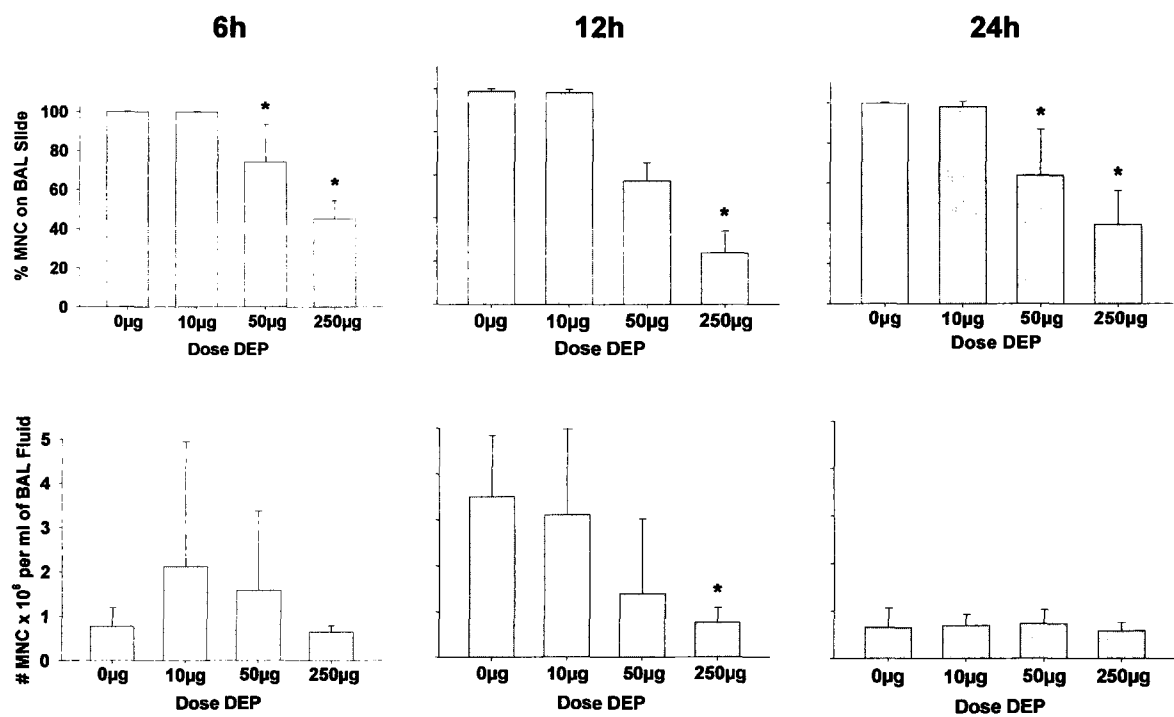 6h
12h
24h
% MNC on BAL Slide
100
80
60
40
20
0
*
*
*
*
*
0µg 10µg 50µg 250µg
Dose DEP
0µg 10µg 50µg 250µg
Dose DEP
0µg 10µg 50µg 250µg
Dose DEP
# MNC x 10⁶ per ml of BAL Fluid
5
4
3
2
1
0
*
0µg 10µg 50µg 250µg
Dose DEP
0µg 10µg 50µg 250µg
Dose DEP
0µg 10µg 50µg 250µg
Dose DEP